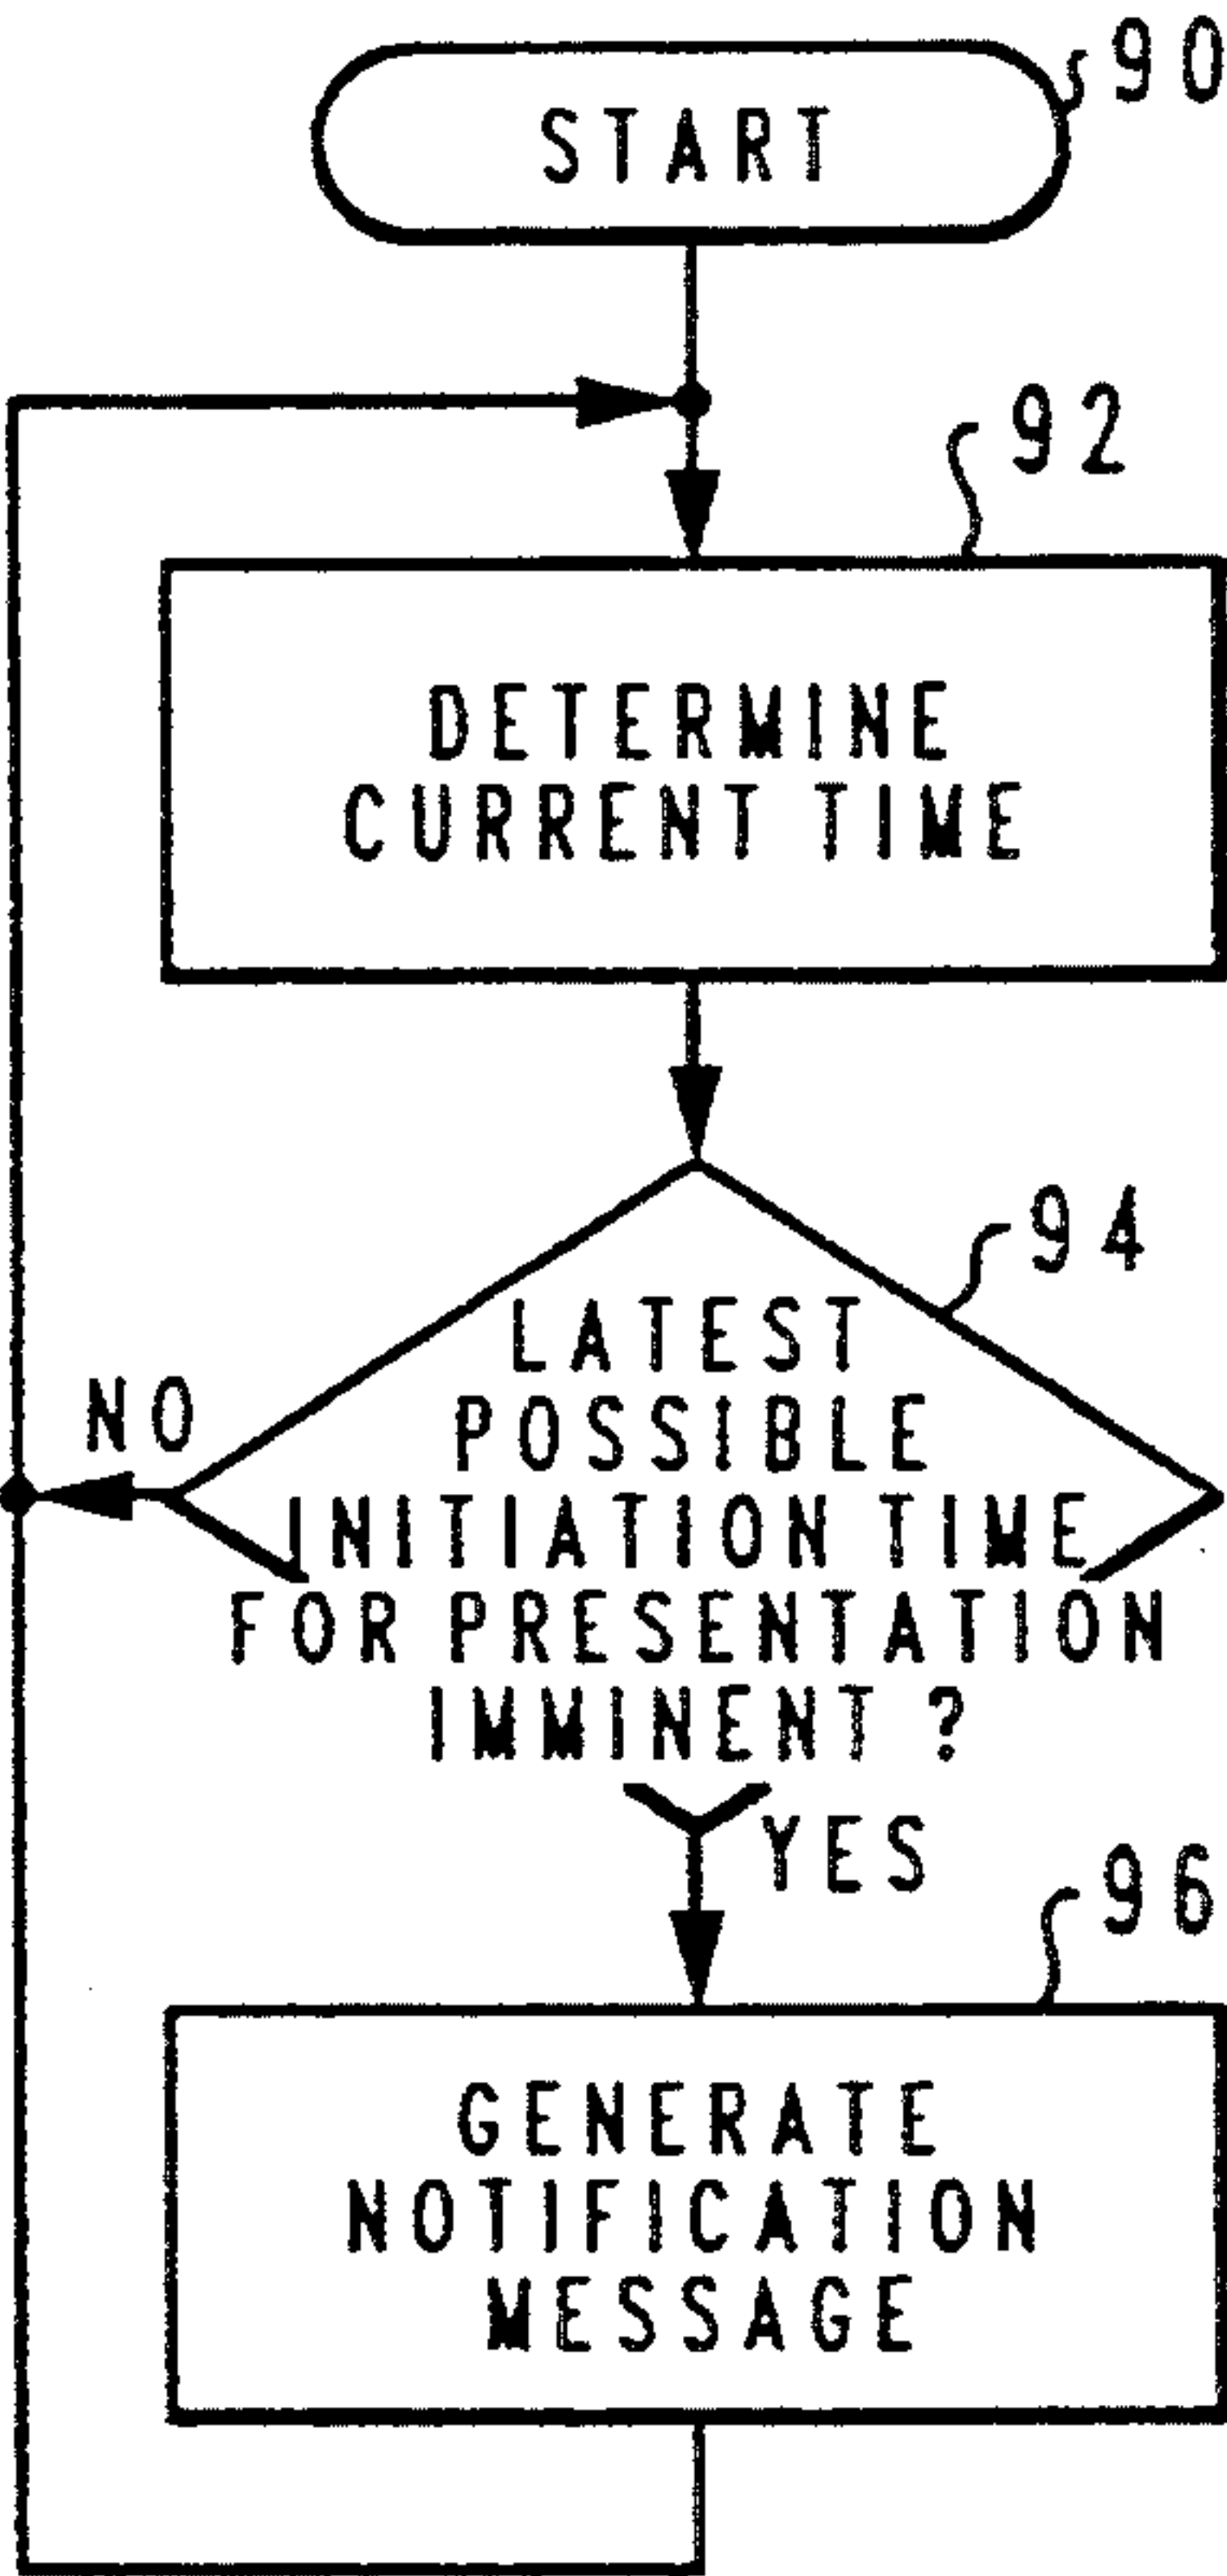 90
START
92
DETERMINE
CURRENT TIME
94
LATEST
POSSIBLE
INITIATION TIME
FOR PRESENTATION
IMMINENT ?
NO
YES
96
GENERATE
NOTIFICATION
MESSAGE